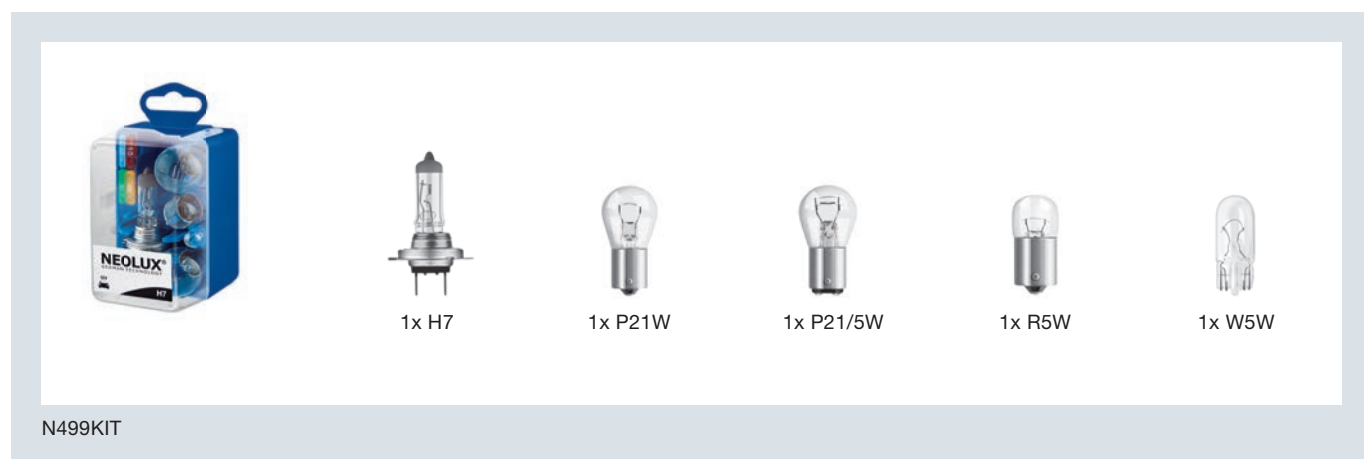 NEOLUX®
GERMAN TECHNOLOGY
H7
1x H7
1x P21W
1x P21/5W
1x R5W
1x W5W
N499KIT